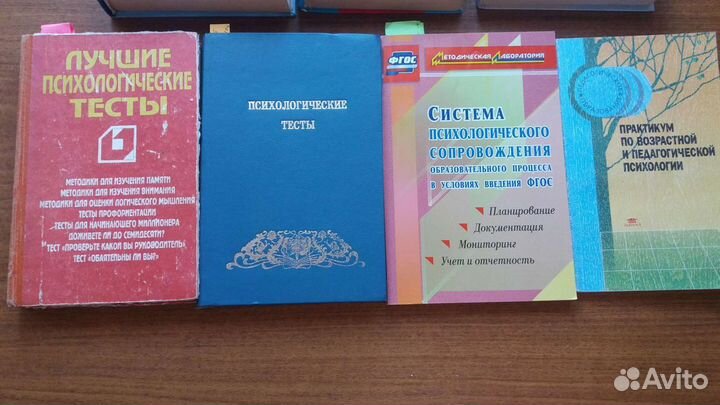 ЛУЧШИЕ
ПСИХОЛОГИЧЕСКИЕ
ТЕСТЫ
МЕТОДИКИ ДЛЯ ИЗУЧЕНИЯ ПАМЯТИ
МЕТОДИКИ ДЛЯ ИЗУЧЕНИЯ ВНИМАНИЯ
МЕТОДИКИ ДЛЯ ОЦЕНКИ ЛОГИЧЕСКОГО МЫШЛЕНИЯ
ТЕСТЫ ПРОФОРИЕНТАЦИИ
ТЕСТЫ ДЛЯ НАЧИНАЮЩЕГО МИЛЛИОНЕРА
ДОЖИВЕТЕ ЛИ ДО СЕМИДЕСЯТИ?
ТЕСТ «ПРОВЕРЬТЕ КАКОЙ ВЫ РУКОВОДИТЕЛЬ»
ТЕСТ «ОБАЯТЕЛЬНЫ ЛИ ВЫ?»
ПСИХОЛОГИЧЕСКИЕ
ТЕСТЫ
ФГОС
МЕТОДИЧЕСКАЯ ЛАБОРАТОРИЯ
СИСТЕМА
ПСИХОЛОГИЧЕСКОГО
СОПРОВОЖДЕНИЯ
ОБРАЗОВАТЕЛЬНОГО ПРОЦЕССА
В УСЛОВИЯХ ВВЕДЕНИЯ ФГОС
Планирование
Документация
Мониторинг
Учет и отчетность
ПРАКТИКУМ
ПО ВОЗРАСТНОЙ
И ПЕДАГОГИЧЕСКОЙ
ПСИХОЛОГИИ
Avito